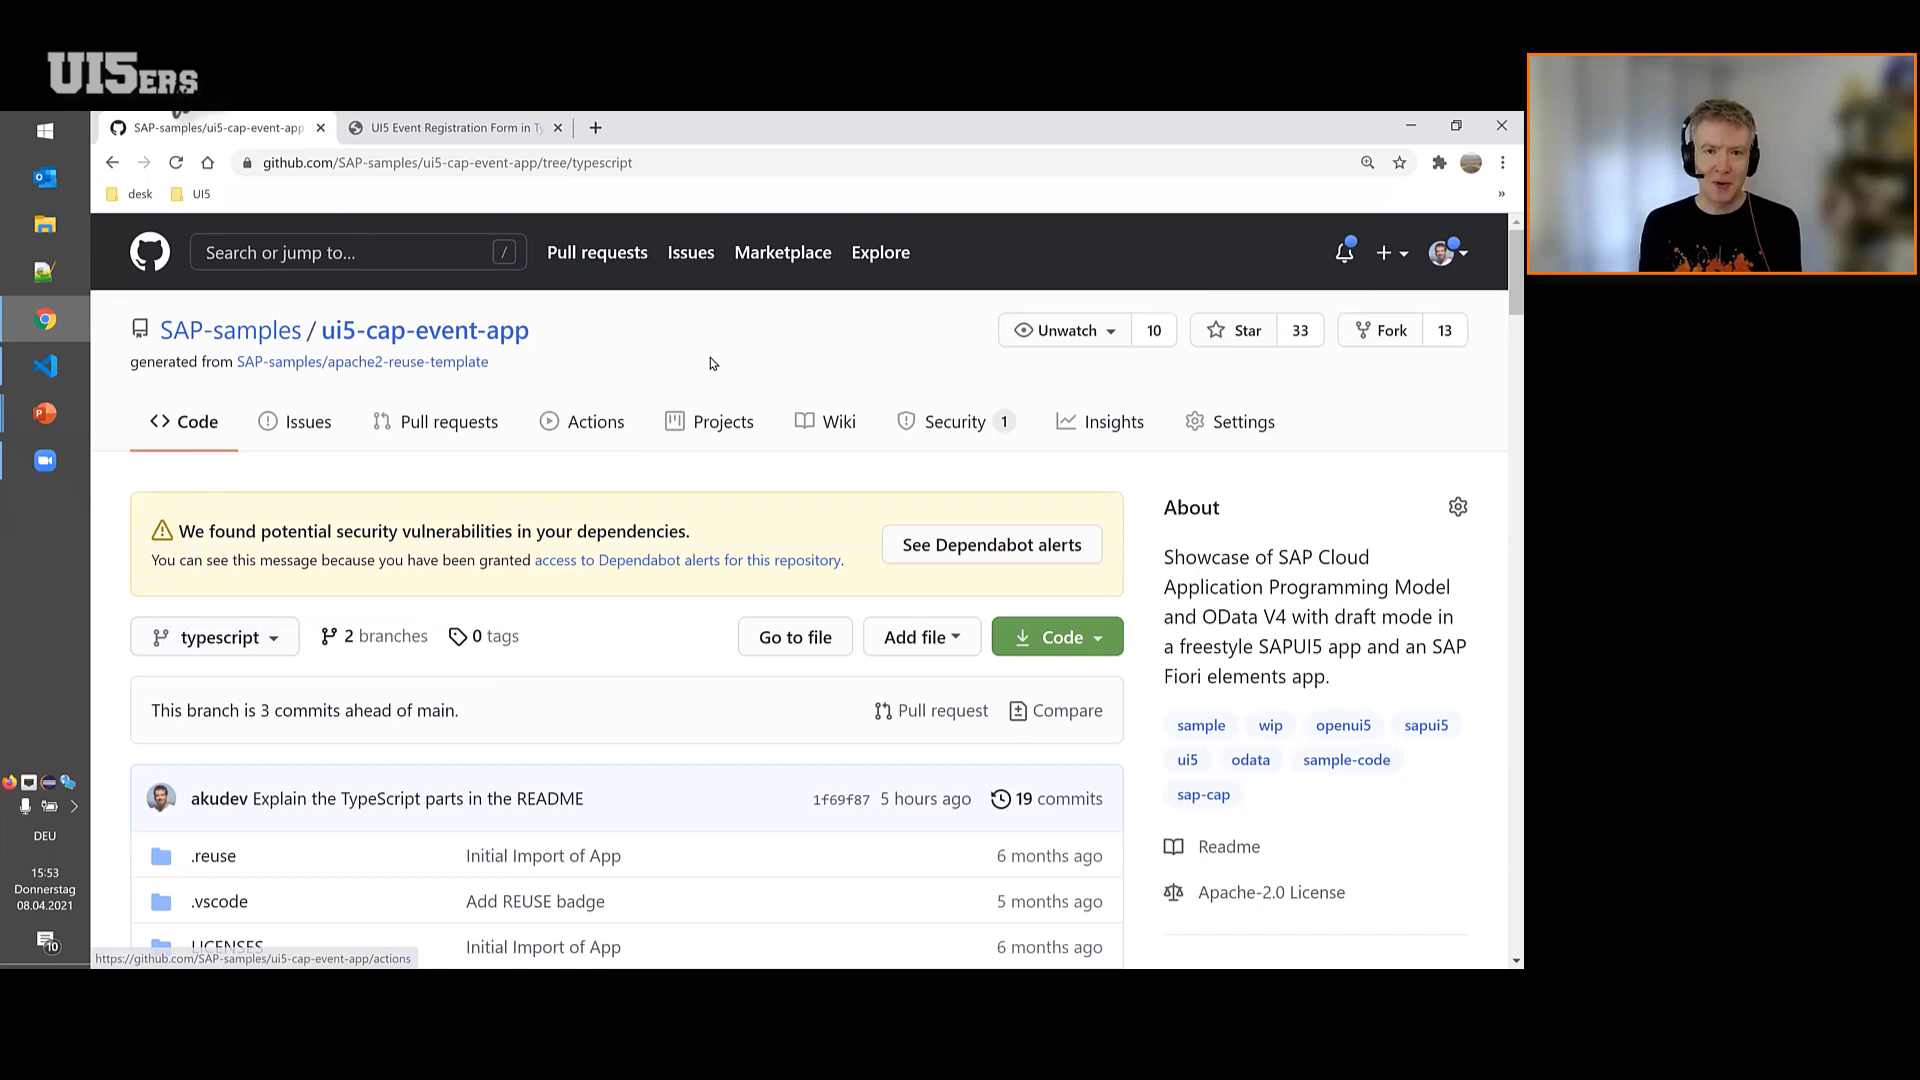 UI5ERS
SAP-samples/ui5-cap-event-app
UI5 Event Registration Form in Ty
github.com/SAP-samples/ui5-cap-event-app/tree/typescript
desk
UI5
»
Search or jump to...
/
Pull requests
Issues
Marketplace
Explore
SAP-samples / ui5-cap-event-app
generated from SAP-samples/apache2-reuse-template
Unwatch 10
Star 33
Fork 13
Code
Issues
Pull requests
Actions
Projects
Wiki
Security 1
Insights
Settings
We found potential security vulnerabilities in your dependencies.
You can see this message because you have been granted access to Dependabot alerts for this repository.
See Dependabot alerts
typescript
2 branches
0 tags
Go to file
Add file
Code
This branch is 3 commits ahead of main.
Pull request
Compare
akudev Explain the TypeScript parts in the README
1f69f87 5 hours ago
19 commits
.reuse
Initial Import of App
6 months ago
.vscode
Add REUSE badge
5 months ago
LICENSES
Initial Import of App
6 months ago
https://github.com/SAP-samples/ui5-cap-event-app/actions
About
Showcase of SAP Cloud
Application Programming Model
and OData V4 with draft mode in
a freestyle SAPUI5 app and an SAP
Fiori elements app.
sample wip openui5 sapui5
ui5 odata sample-code
sap-cap
Readme
Apache-2.0 License
DEU
15:53
Donnerstag
08.04.2021
10